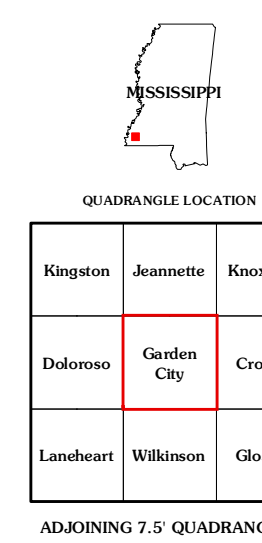 MISSISSIPPI
QUADRANGLE LOCATION
Kingston Jeannette Knox
Doloroso Garden City Cro
Laneheart Wilkinson Glo
ADJOINING 7.5' QUADRANG